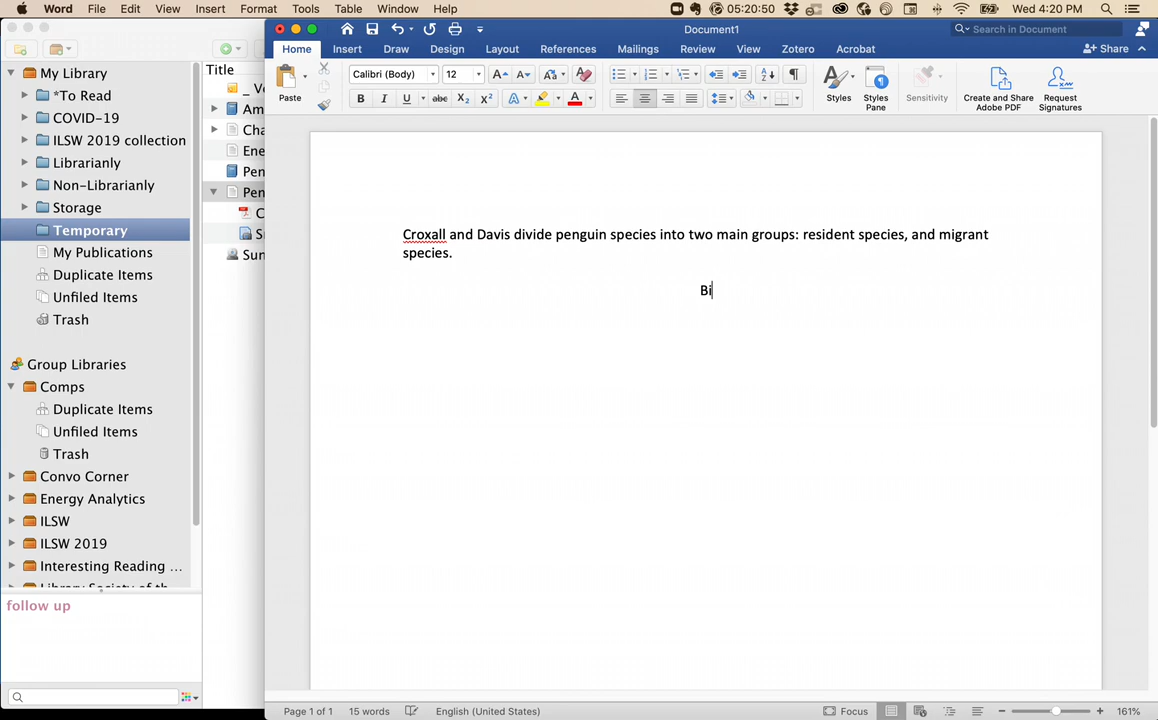 Word File Edit View Insert Format Tools Table Window Help 05:20:50 Wed 4:20 PM
Document1
Search in Document
Home Insert Draw Design Layout References Mailings Review View Zotero Acrobat Share
Paste
Calibri (Body) 12
Styles
Styles Pane
Sensitivity
Create and Share Adobe PDF
Request Signatures
My Library
*To Read
COVID-19
ILSW 2019 collection
Librarianly
Non-Librarianly
Storage
Temporary
My Publications
Duplicate Items
Unfiled Items
Trash
Group Libraries
Comps
Duplicate Items
Unfiled Items
Trash
Convo Corner
Energy Analytics
ILSW
ILSW 2019
Interesting Reading ...
follow up
Title
Am
Cha
Ene
Pen
Pen
C
Sum
Croxall and Davis divide penguin species into two main groups: resident species, and migrant
species.
Bi
Page 1 of 1 15 words English (United States) Focus 161%